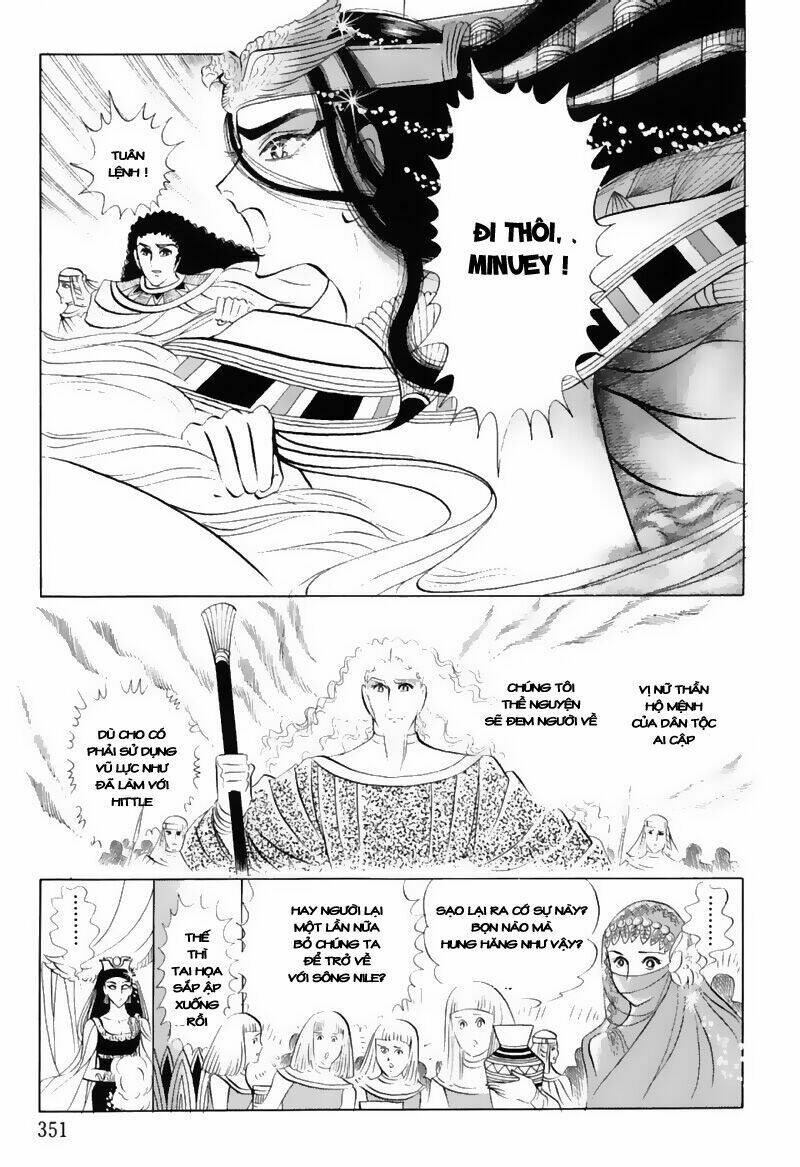 ĐI THÔI, .
MINUEY !
TUÂN
LỆNH !
VỊ NỮ THẦN
HỘ MỆNH
CỦA DÂN TỘC
AI CẬP
CHÚNG TÔI
THỀ NGUYỆN
SẼ ĐEM NGƯỜI VỀ
DÙ CHO CÓ
PHẢI SỬ DỤNG
VŨ LỰC NHƯ
ĐÃ LÀM VỚI
HITTLE
.......
SẠO LẠI RA CÓ SỰ NÀY?
BỌN NÀO MÀ
HUNG HĂNG NHƯ VẬY?
HAY NGƯỜI LẠI
MỘT LẦN NỮA
BỎ CHÚNG TA
ĐỂ TRỞ VỀ
VỚI SÔNG NILE?
THẾ
THÌ
TAI HỌA
SẮP ẬP
XUỐNG
RỒI
.......
351